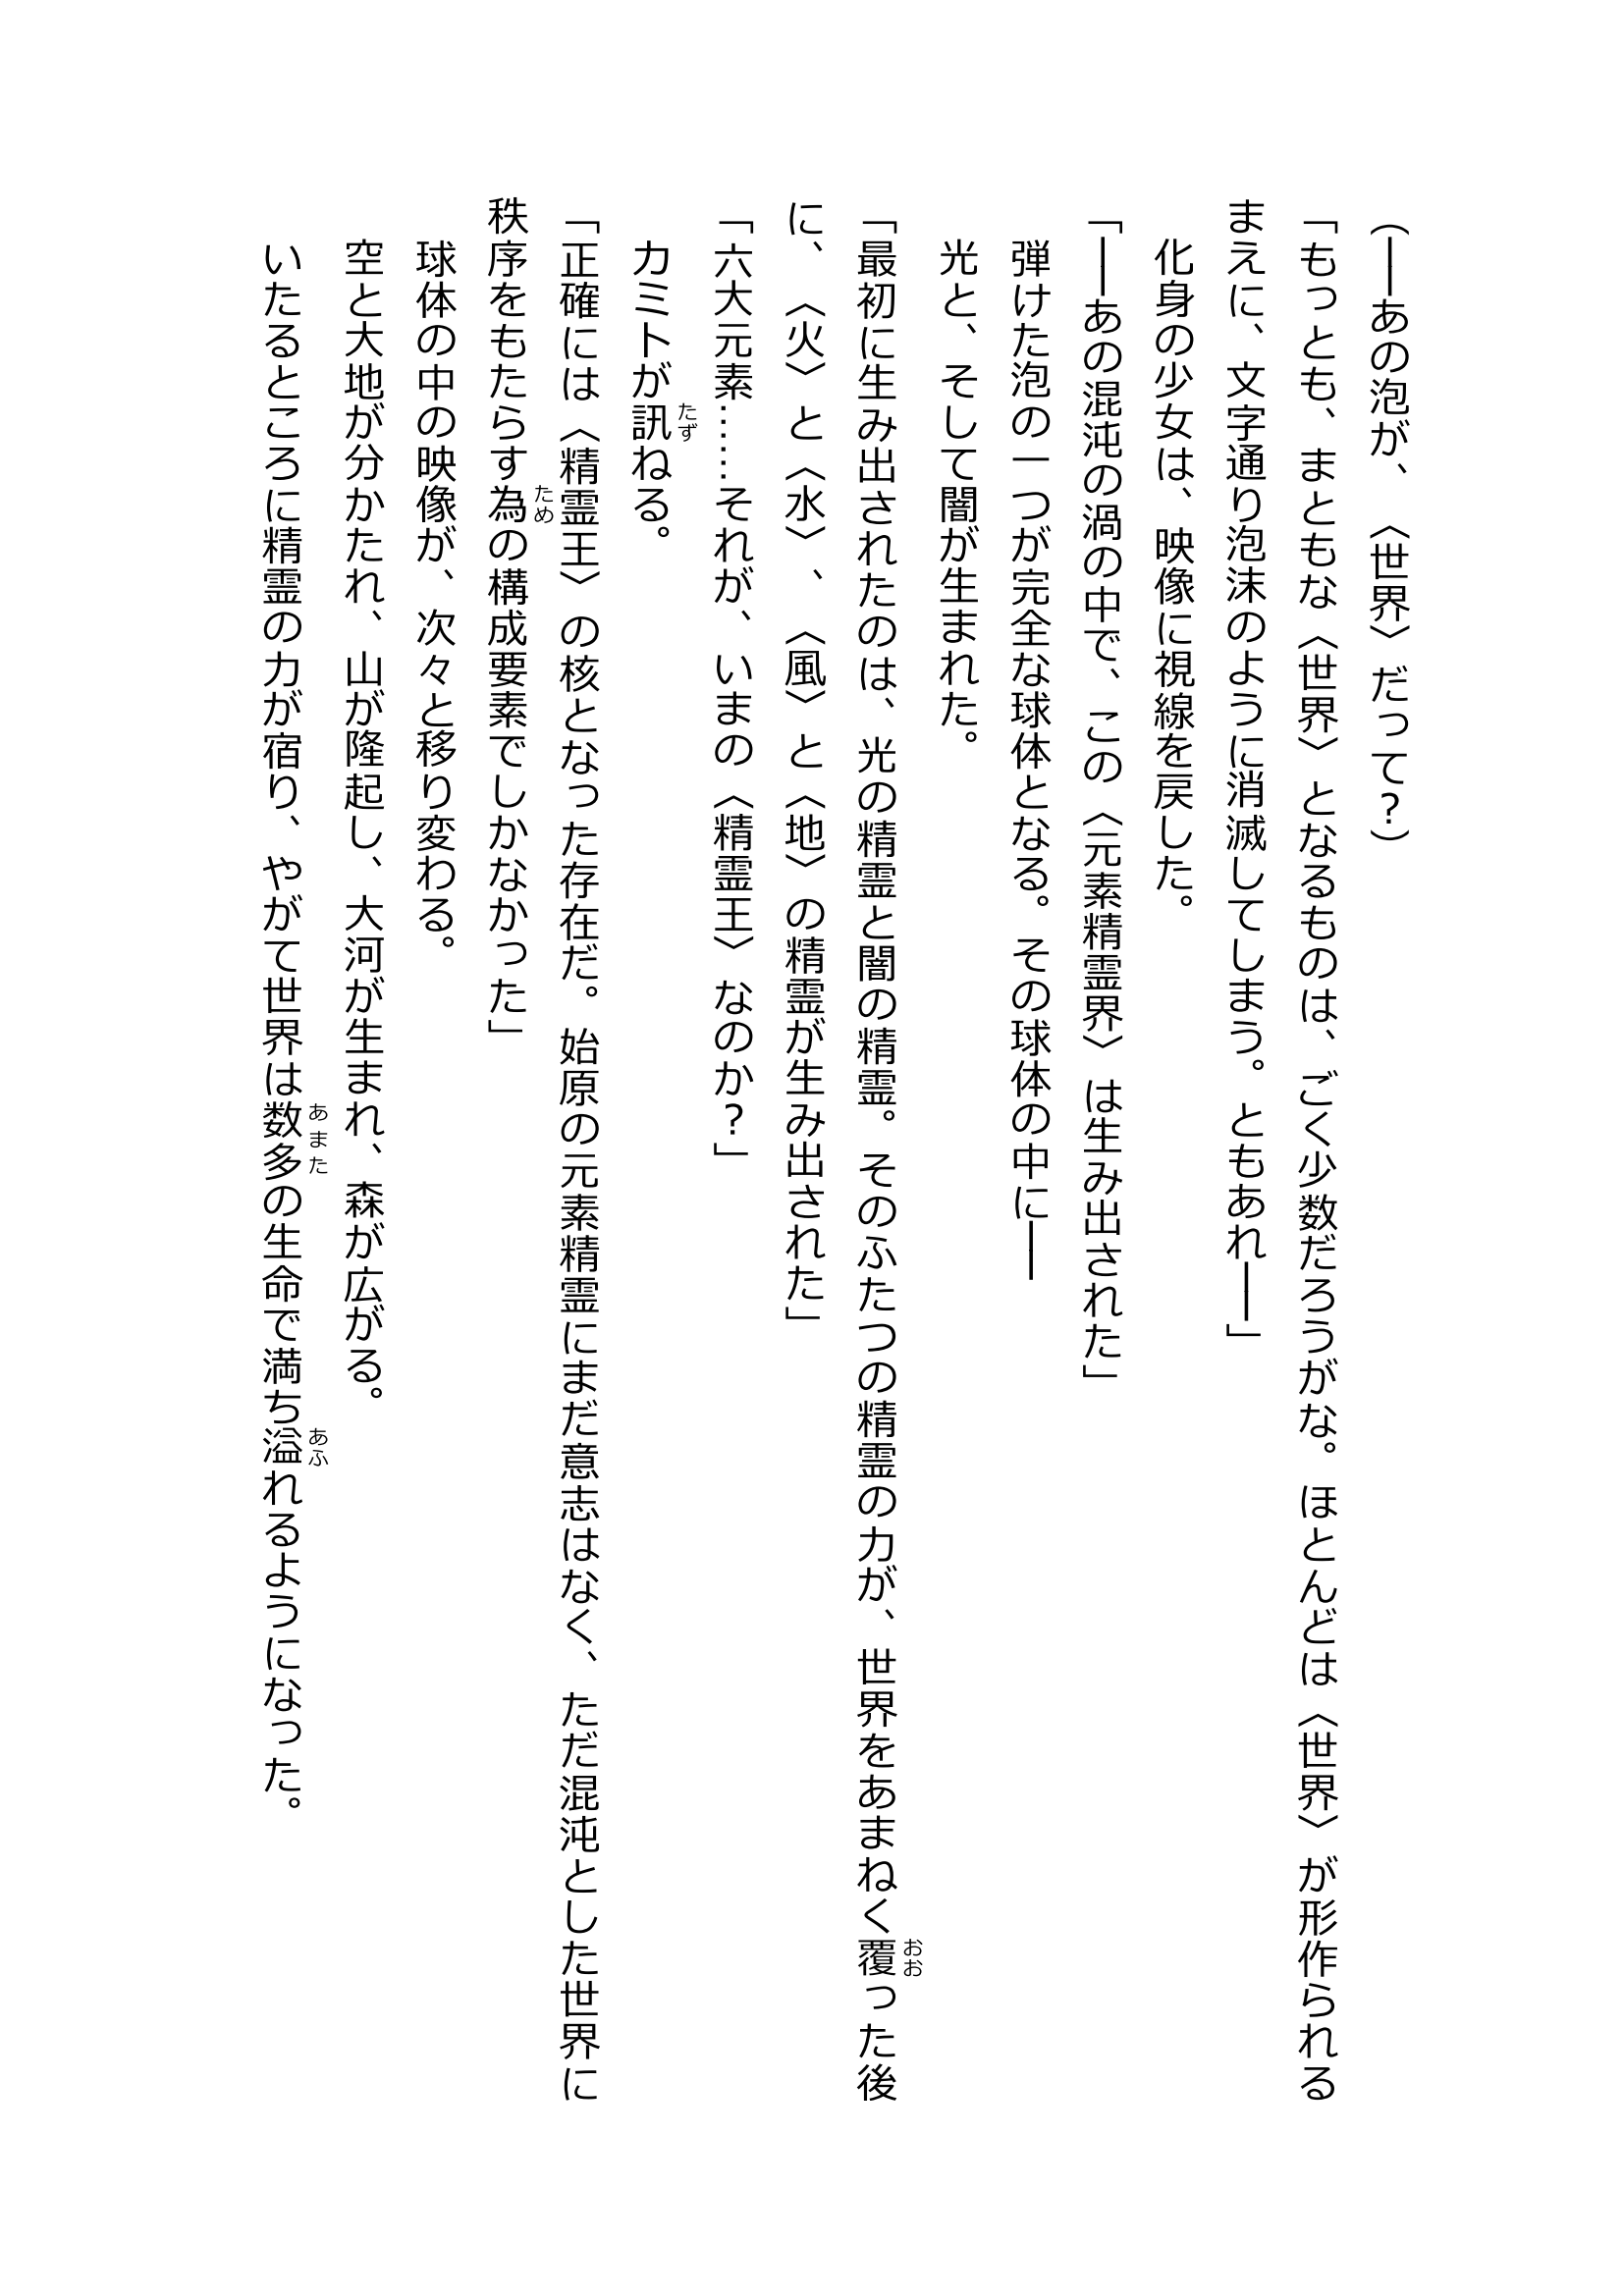 （――あの泡が、〈世界〉だって？）
「もっとも、まともな〈世界〉となるものは、ごく少数だろうがな。ほとんどは〈世界〉が形作られる
まえに、文字通り泡沫のように消滅してしまう。ともあれ――」
　化身の少女は、映像に視線を戻した。
「――あの混沌の渦の中で、この〈元素精霊界〉は生み出された」
　弾けた泡の一つが完全な球体となる。その球体の中に――
　光と、そして闇が生まれた。
「最初に生み出されたのは、光の精霊と闇の精霊。そのふたつの精霊の力が、世界をあまねく覆（おお）った後
に、〈火〉と〈水〉、〈風〉と〈地〉の精霊が生み出された」
「六大元素……それが、いまの〈精霊王〉なのか？」
　カミトが訊（たず）ねる。
「正確には〈精霊王〉の核となった存在だ。始原の元素精霊にまだ意志はなく、ただ混沌とした世界に
秩序をもたらす為（ため）の構成要素でしかなかった」
　球体の中の映像が、次々と移り変わる。
　空と大地が分かたれ、山が隆起し、大河が生まれ、森が広がる。
　いたるところに精霊の力が宿り、やがて世界は数多（あまた）の生命で満ち溢（あふ）れるようになった。